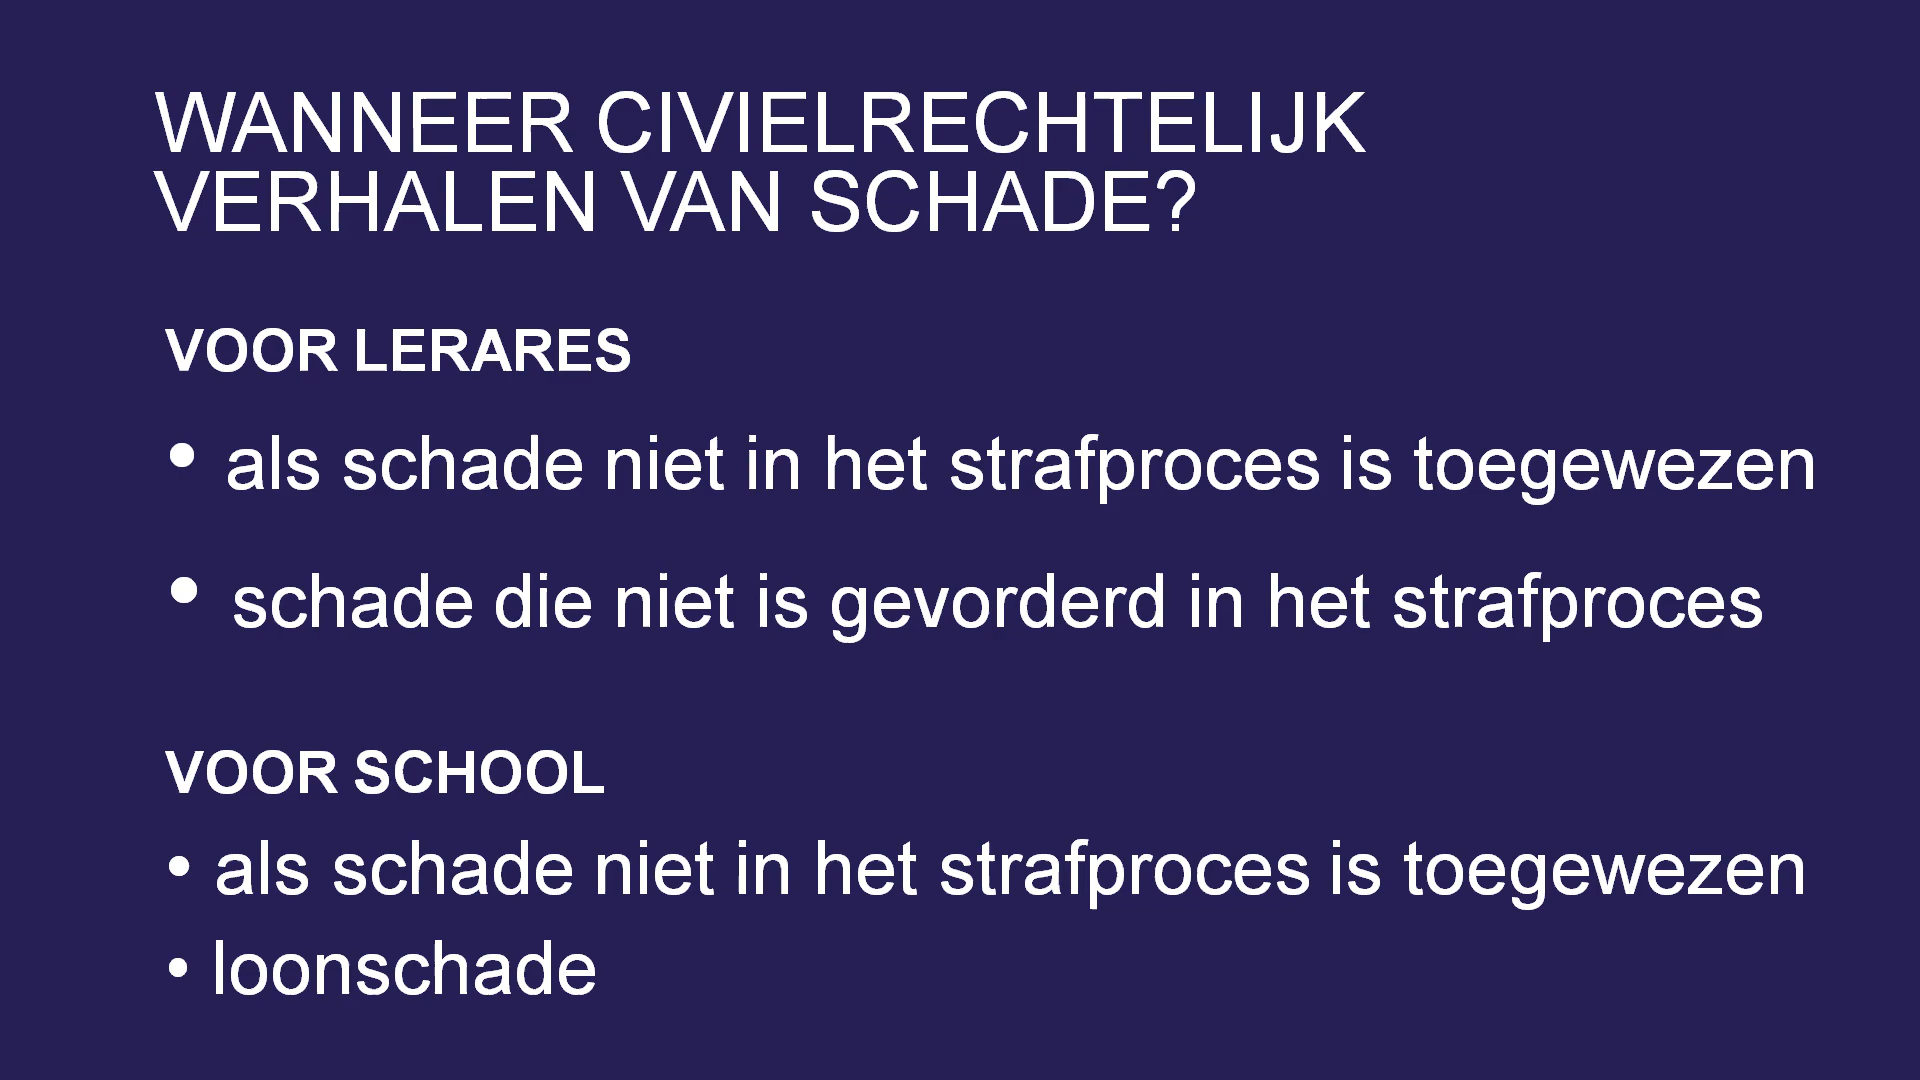 WANNEER CIVIELRECHTELIJK
VERHALEN VAN SCHADE?
VOOR LERARES
• als schade niet in het strafproces is toegewezen
• schade die niet is gevorderd in het strafproces
VOOR SCHOOL
• als schade niet in het strafproces is toegewezen
• loonschade